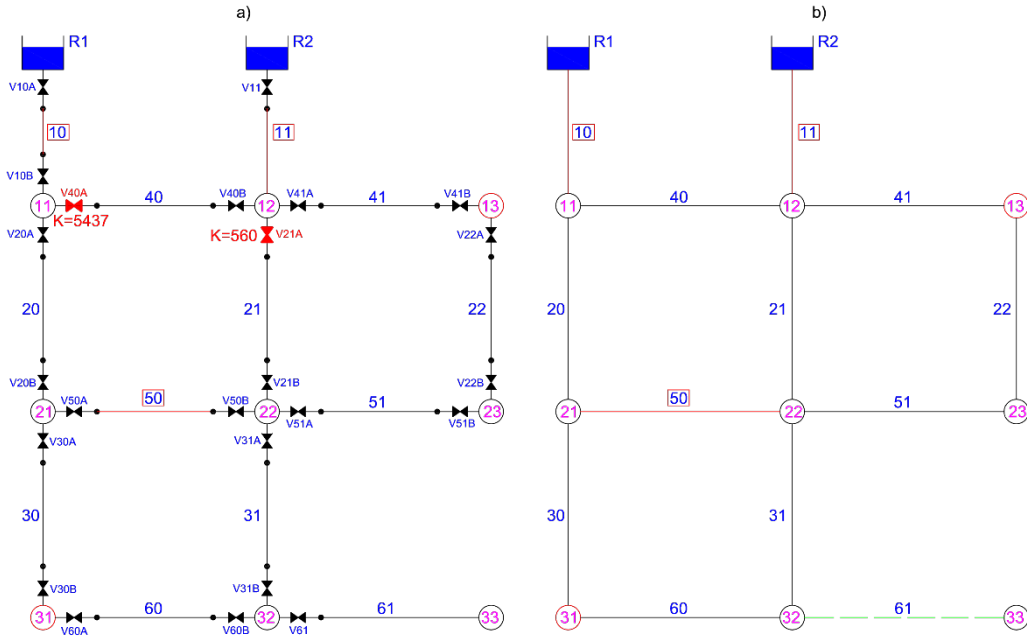 a)
b)
R1
R2
R1
R2
V10A
V11
10
11
10
11
V10B
V40A
40
V40B
V41A
41
V41B
40
41
11
12
13
11
12
13
K=5437
V20A
K=560
V21A
V22A
20
21
22
20
21
22
V20B
V21B
V22B
50
51
50
51
V50A
V50B
21
22
23
21
22
23
V51A
V51B
V30A
V31A
30
31
30
31
V30B
V31B
60
61
60
61
31
32
33
31
32
33
V60A
V60B
V61